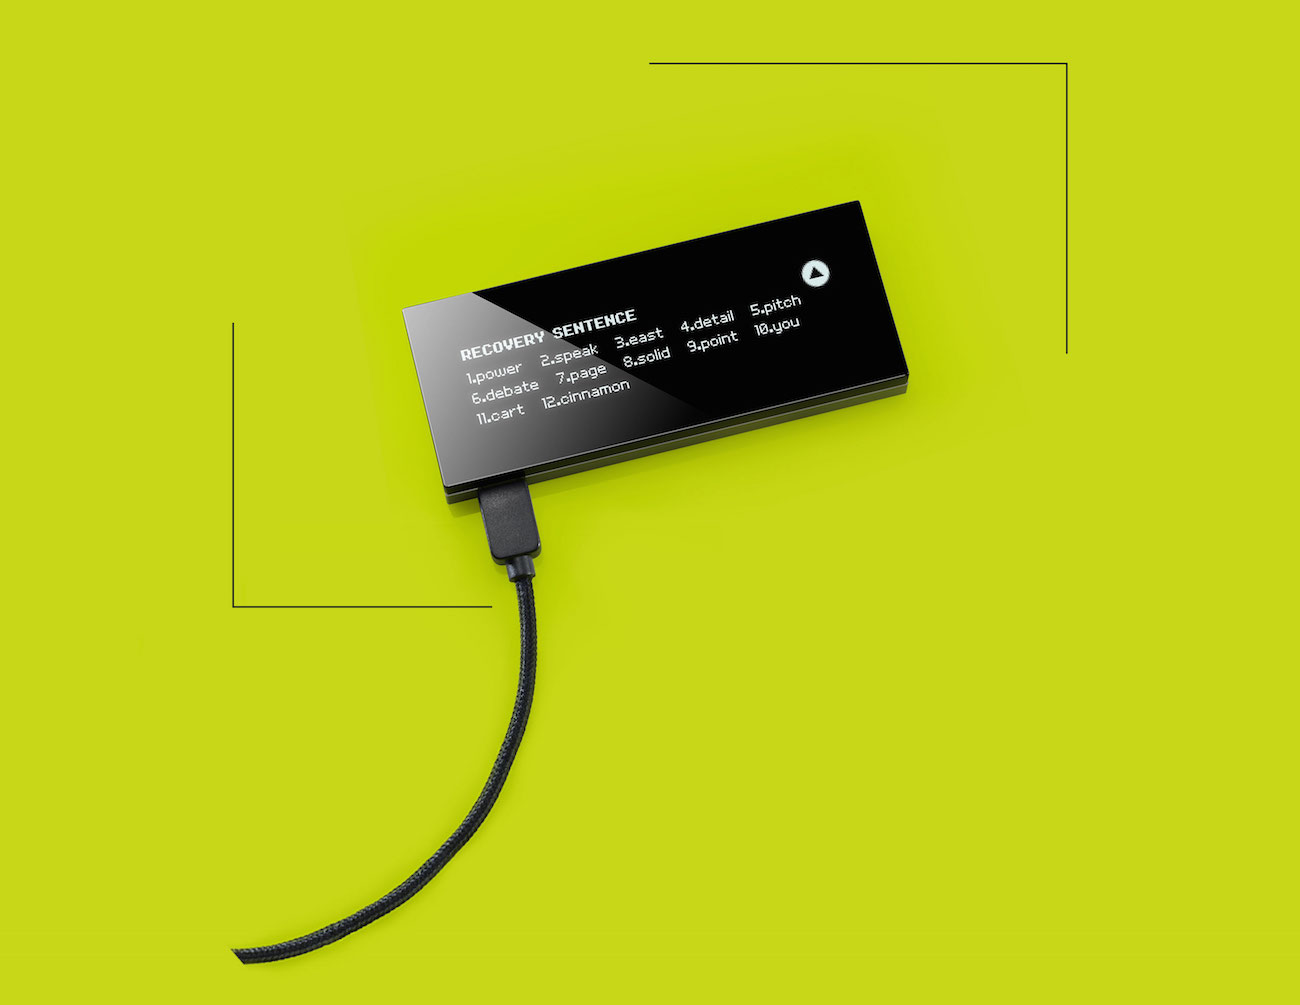 RECOVERY SENTENCE
1.power 2.speak 3.east 4.detail 5.pitch
6.debate 7.page 8.solid 9.point 10.you
11.cart 12.cinnamon